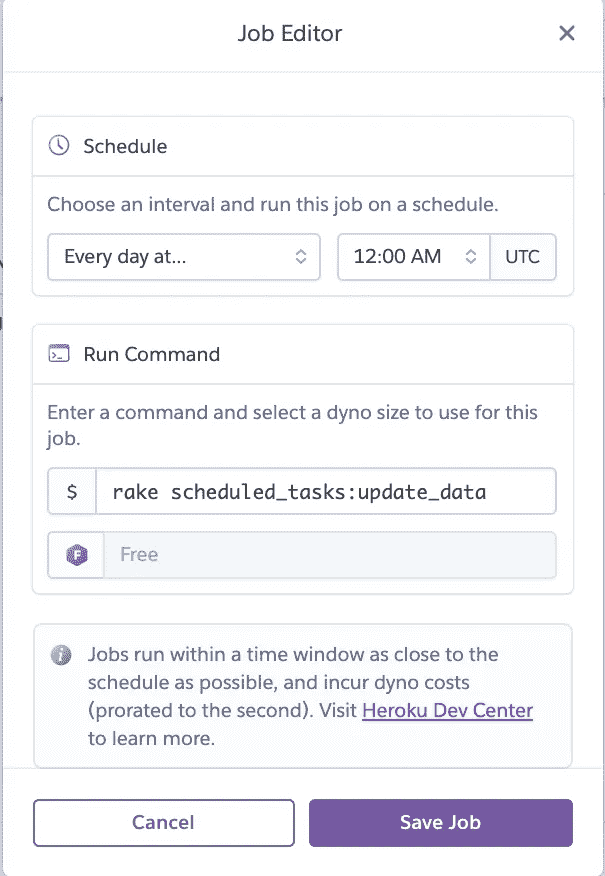 Job Editor
Schedule
Choose an interval and run this job on a schedule.
Every day at... 12:00 AM UTC
Run Command
Enter a command and select a dyno size to use for this
job.
$ rake scheduled_tasks:update_data
F Free
Jobs run within a time window as close to the
schedule as possible, and incur dyno costs
(prorated to the second). Visit Heroku Dev Center
to learn more.
Cancel Save Job